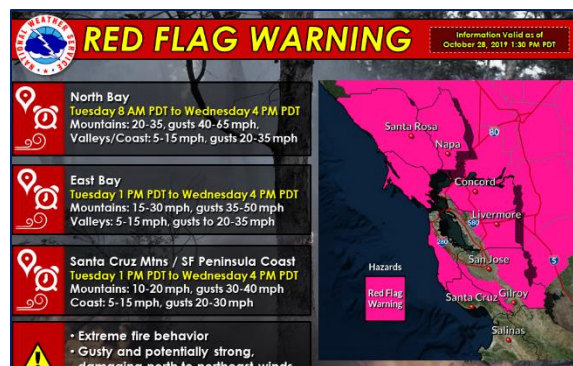 NATIONAL WEATHER SERVICE
RED FLAG WARNING
Information Valid as of
October 28, 2019 1:30 PM PDT
North Bay
Tuesday 8 AM PDT to Wednesday 4 PM PDT
Mountains: 20-35, gusts 40-65 mph,
Valleys/Coast: 5-15 mph, gusts 20-35 mph
East Bay
Tuesday 1 PM PDT to Wednesday 4 PM PDT
Mountains: 15-30 mph, gusts 35-50 mph
Valleys: 5-15 mph, gusts to 20-35 mph
Santa Cruz Mtns / SF Peninsula Coast
Tuesday 1 PM PDT to Wednesday 4 PM PDT
Mountains: 10-20 mph, gusts 30-40 mph
Coast: 5-15 mph, gusts 20-30 mph
• Extreme fire behavior
• Gusty and potentially strong,
damaging north to northeast winds
Santa Rosa
80
Napa
Concord
Livermore
580
280
San Jose
5
Hazards
Red Flag
Warning
Santa Cruz
Gilroy
Salinas